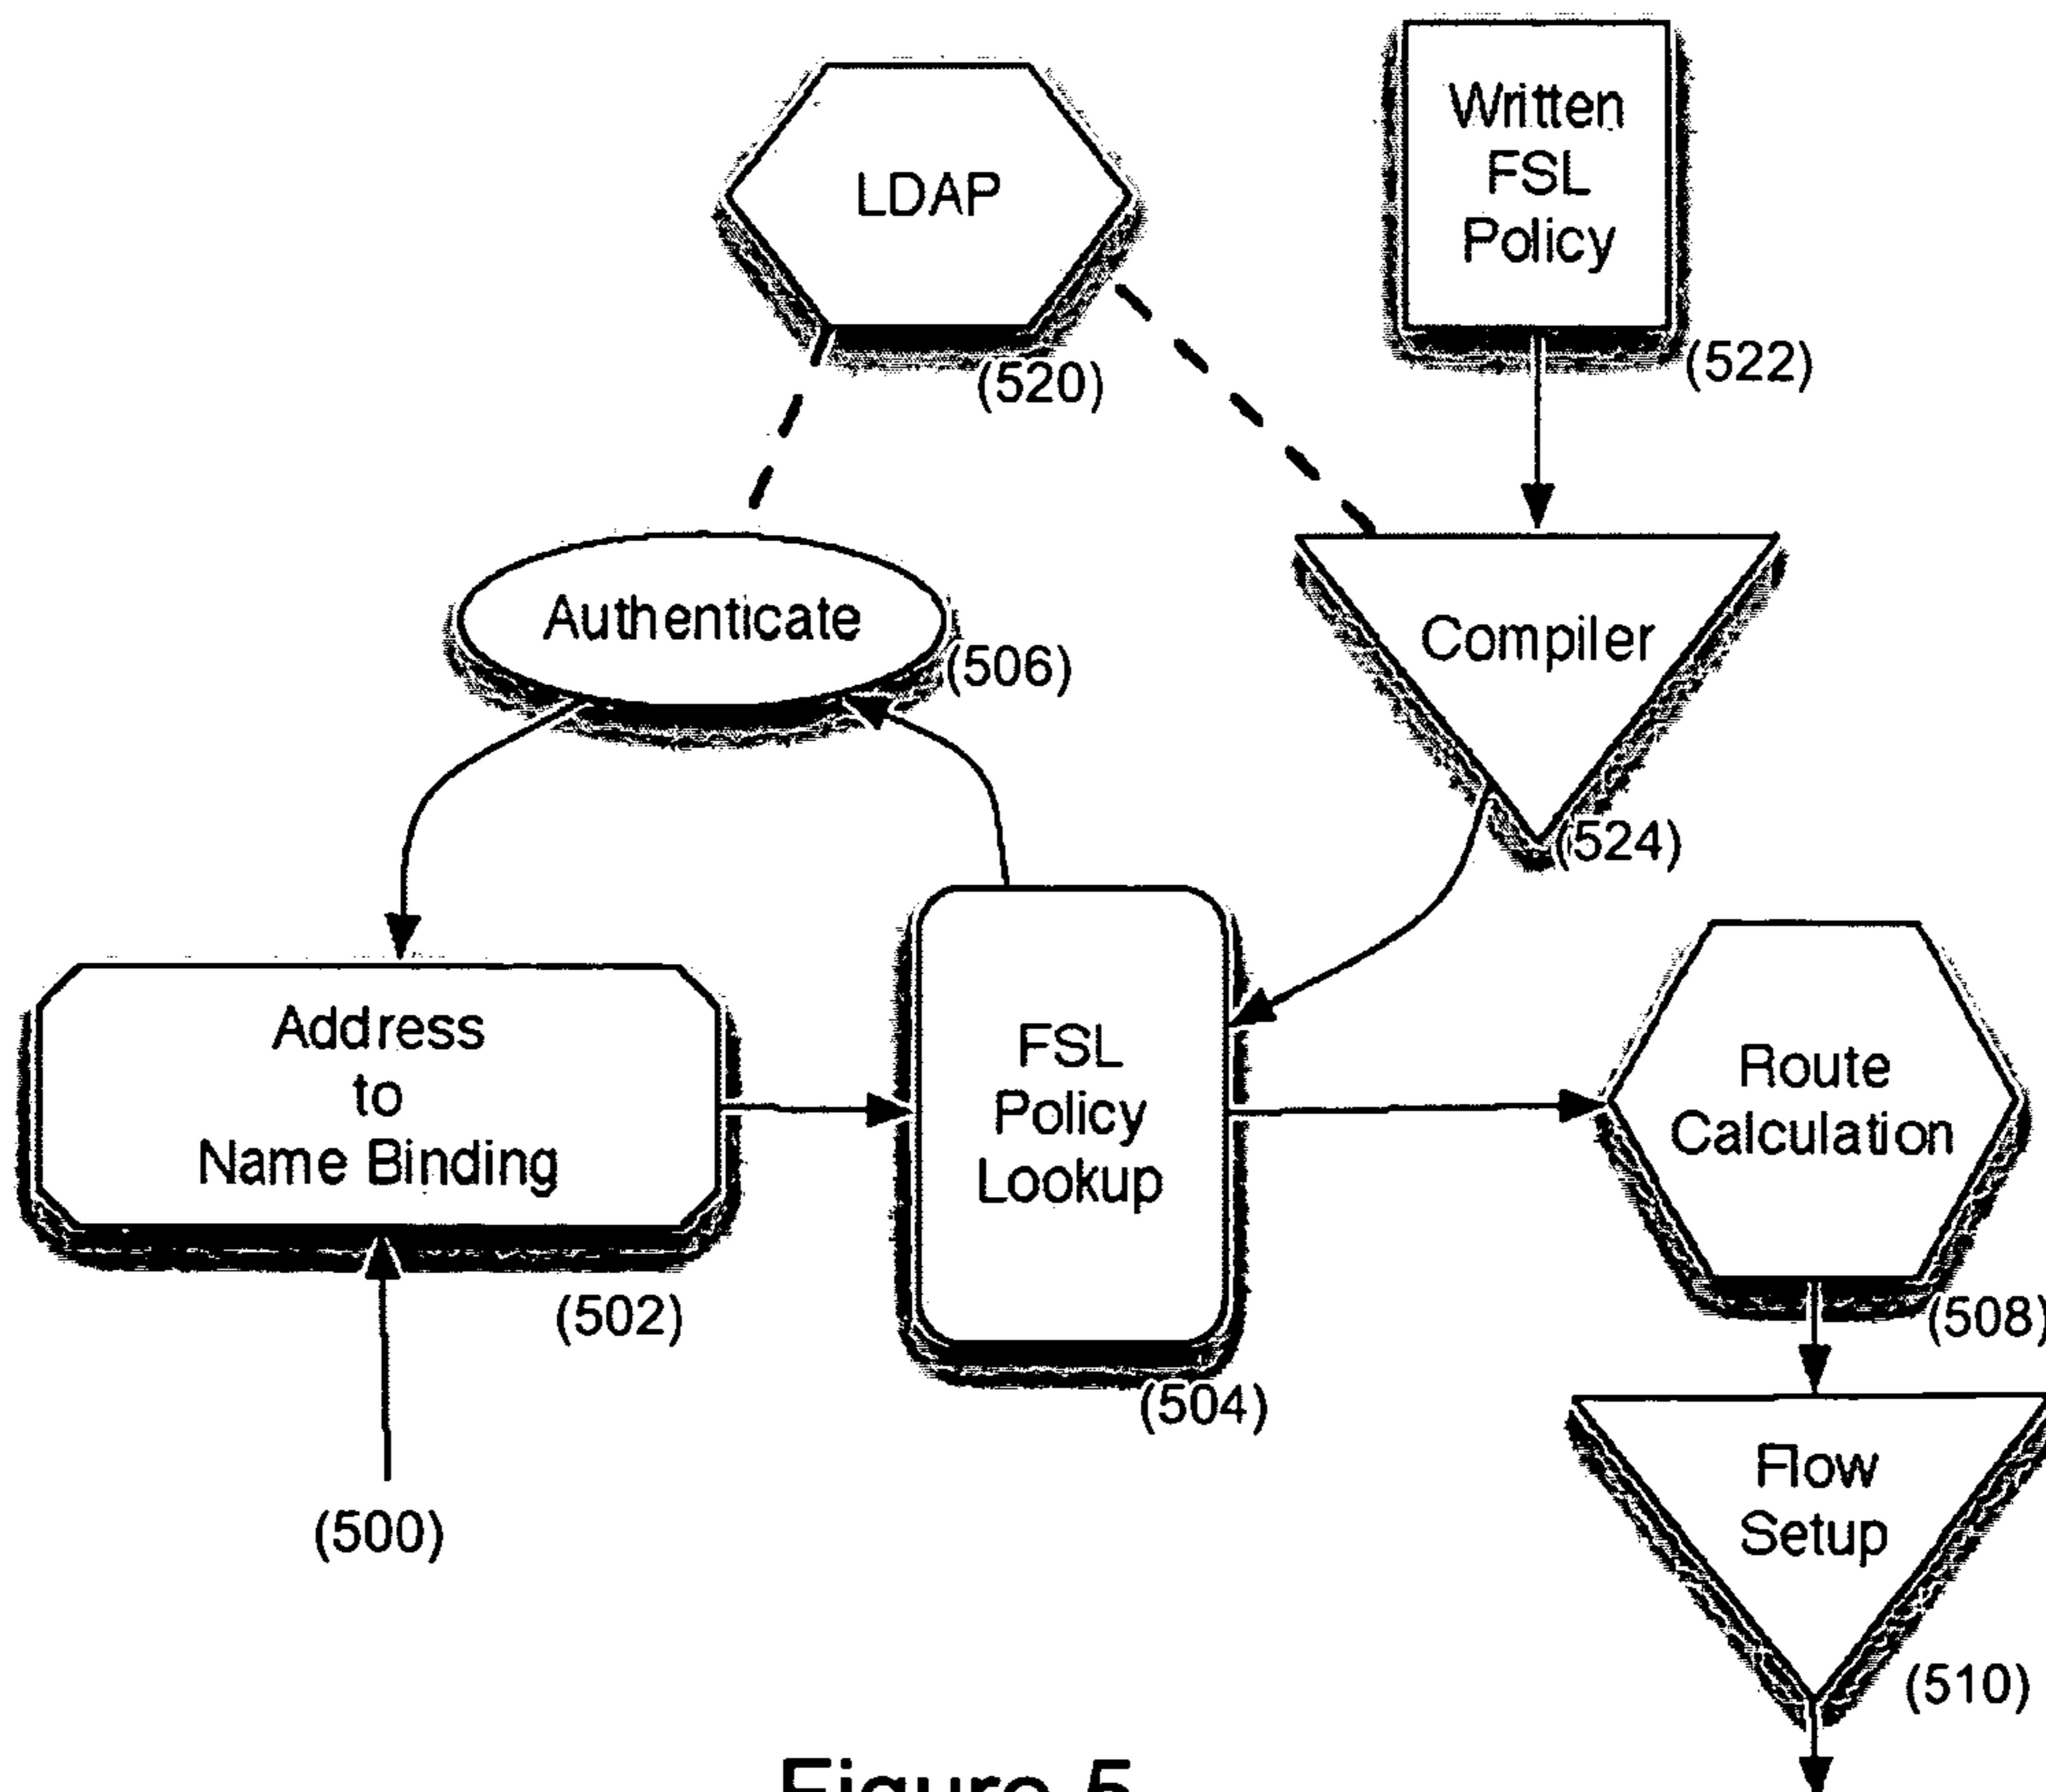 LDAP
(520)
Written
FSL
Policy
(522)
Authenticate
(506)
Compiler
(524)
Address
to
Name Binding
(502)
(500)
FSL
Policy
Lookup
(504)
Route
Calculation
(508)
Flow
Setup
(510)
Figure 5